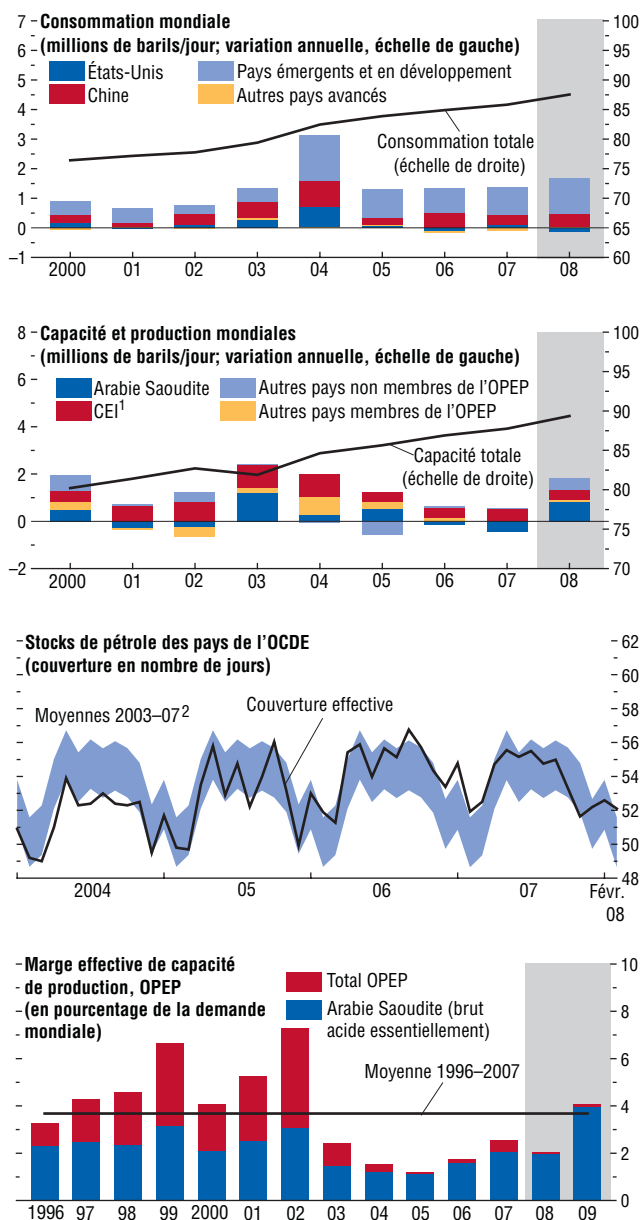 Consommation mondiale
(millions de barils/jour; variation annuelle, échelle de gauche)
États-Unis
Pays émergents et en développement
Chine
Autres pays avancés
Consommation totale
(échelle de droite)
7
6
5
4
3
2
1
0
–1
100
95
90
85
80
75
70
65
60
2000 01 02 03 04 05 06 07 08
Capacité et production mondiales
(millions de barils/jour; variation annuelle, échelle de gauche)
Arabie Saoudite
Autres pays non membres de l’OPEP
CEI1
Autres pays membres de l’OPEP
Capacité totale
(échelle de droite)
8
6
4
2
0
–2
100
95
90
85
80
75
70
2000 01 02 03 04 05 06 07 08
Stocks de pétrole des pays de l’OCDE
(couverture en nombre de jours)
Moyennes 2003–07 2
Couverture effective
62
60
58
56
54
52
50
48
2004 05 06 07 Févr.
08
Marge effective de capacité
de production, OPEP
(en pourcentage de la demande
mondiale)
Total OPEP
Arabie Saoudite (brut
acide essentiellement)
Moyenne 1996–2007
10
8
6
4
2
0
1996 97 98 99 2000 01 02 03 04 05 06 07 08 09